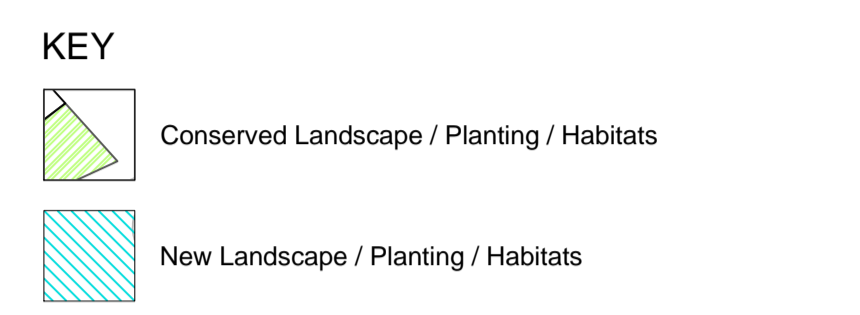 KEY
Conserved Landscape / Planting / Habitats
New Landscape / Planting / Habitats